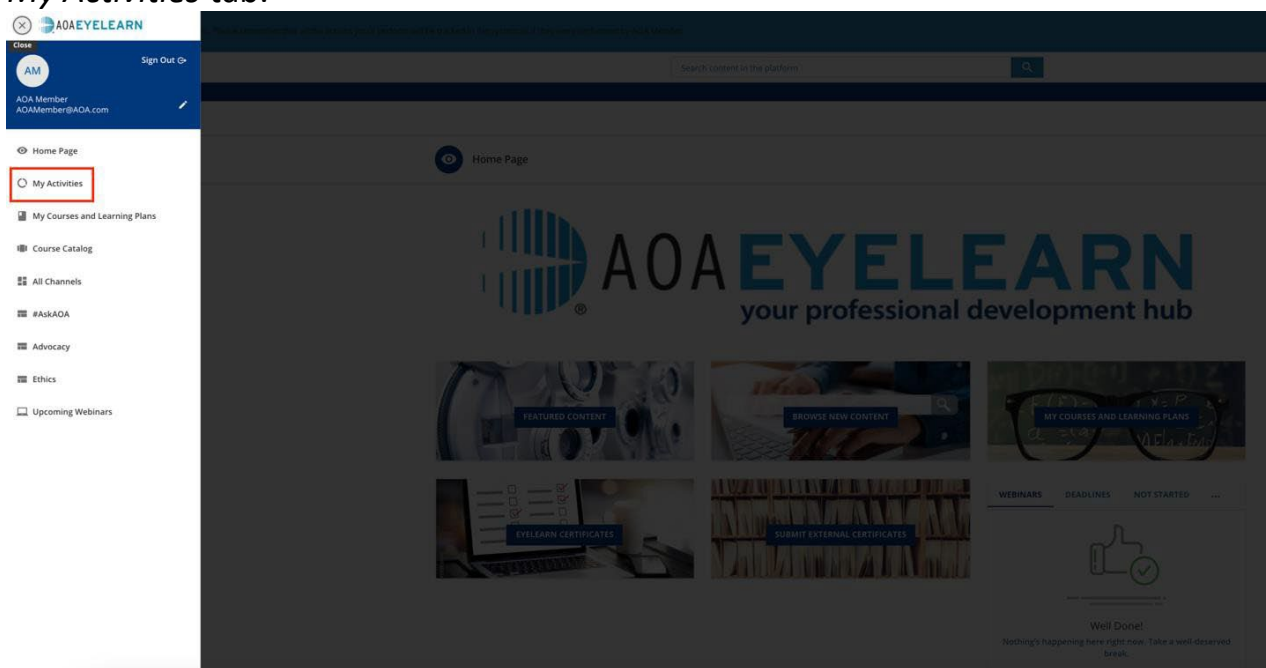 My Activities tab.
AOAEYELEARN
Close
AM
Sign Out
AOA Member
AOAMember@AOA.com
Home Page
My Activities
My Courses and Learning Plans
Course Catalog
All Channels
#AskAOA
Advocacy
Ethics
Upcoming Webinars
Search content in the platform
Home Page
AOAEYELEARN
®
your professional development hub
FEATURED CONTENT
BROWSE NEW CONTENT
MY COURSES AND LEARNING PLANS
EYELEARN CERTIFICATES
SUBMIT EXTERNAL CERTIFICATES
WEBINARS DEADLINES NOT STARTED ...
Well Done!
Nothing's happening here right now. Take a well-deserved
break.